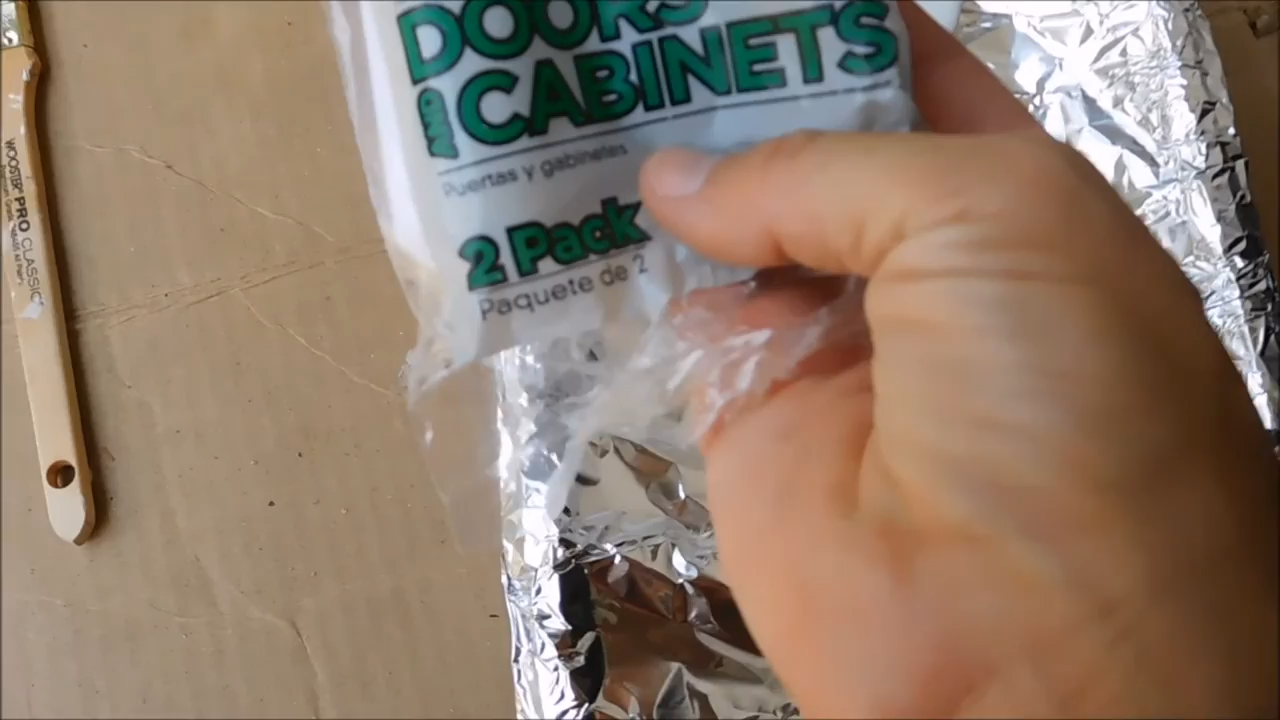 DOORS
AND CABINETS
Puertas y gabinetes
2 Pack
Paquete de 2
WOOSTER PRO CLASSIC